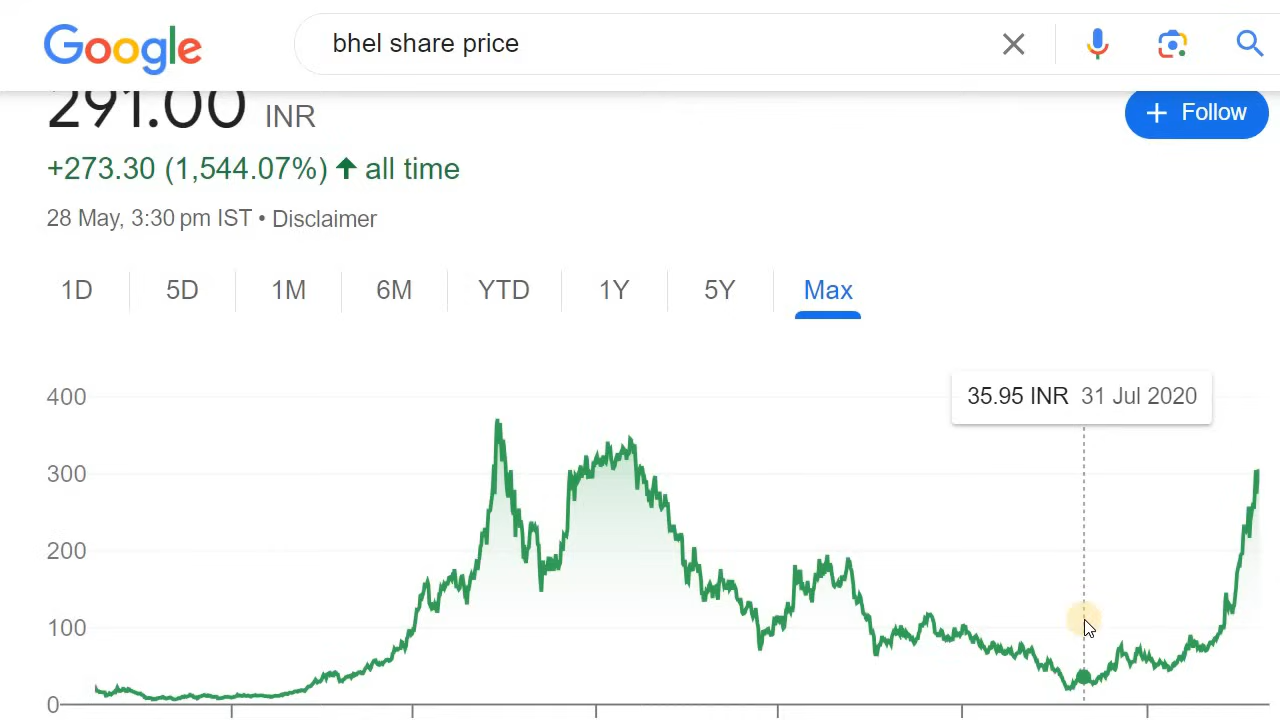 Google
bhel share price
291.00 INR
+ Follow
+273.30 (1,544.07%) ↑ all time
28 May, 3:30 pm IST • Disclaimer
1D 5D 1M 6M YTD 1Y 5Y Max
35.95 INR 31 Jul 2020
400
300
200
100
0